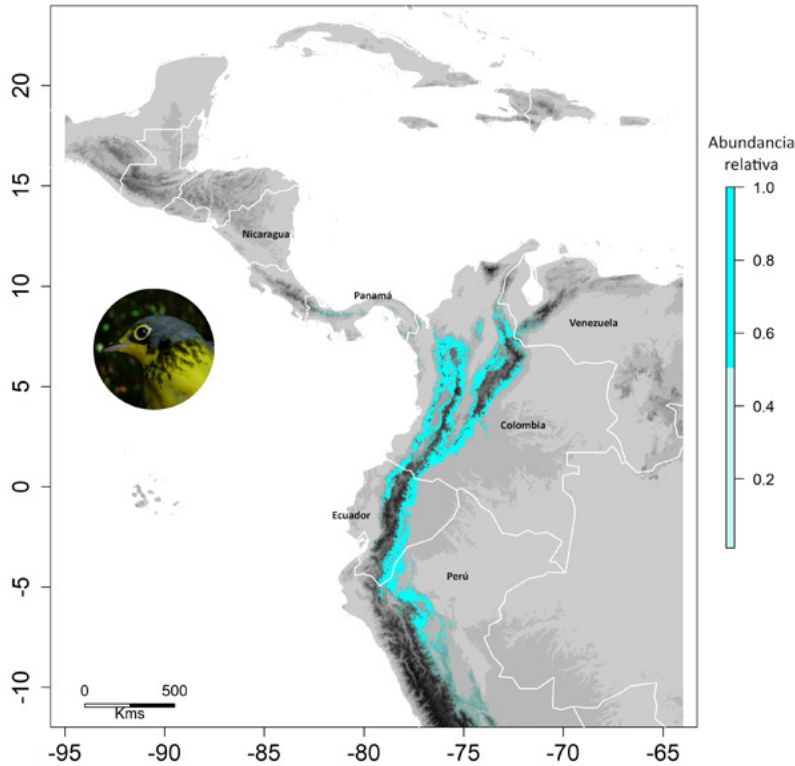 20
15
10
5
0
-5
-10
-95
-90
-85
-80
-75
-70
-65
Nicaragua
Panamá
Venezuela
Colombia
Ecuador
Perú
0 500
Kms
Abundancia
relativa
1.0
0.8
0.6
0.4
0.2